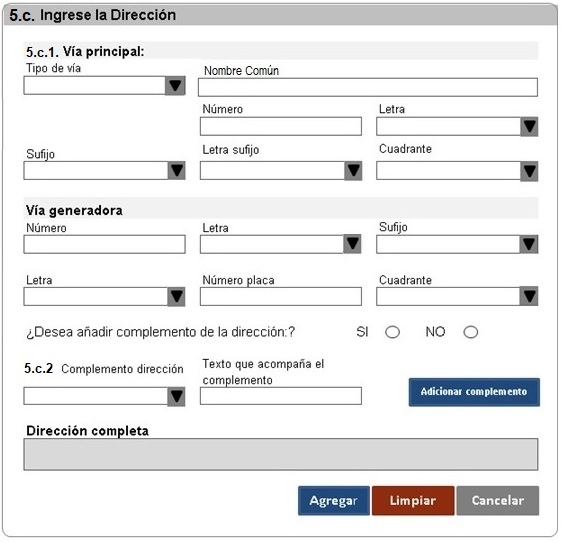 5.c. Ingrese la Dirección
5.c.1. Vía principal:
Tipo de vía Nombre Común
Número Letra
Sufijo Letra sufijo Cuadrante
Vía generadora
Número Letra Sufijo
Letra Número placa Cuadrante
¿Desea añadir complemento de la dirección:? SI NO
5.c.2 Complemento dirección Texto que acompaña el
complemento
Adicionar complemento
Dirección completa
Agregar Limpiar Cancelar